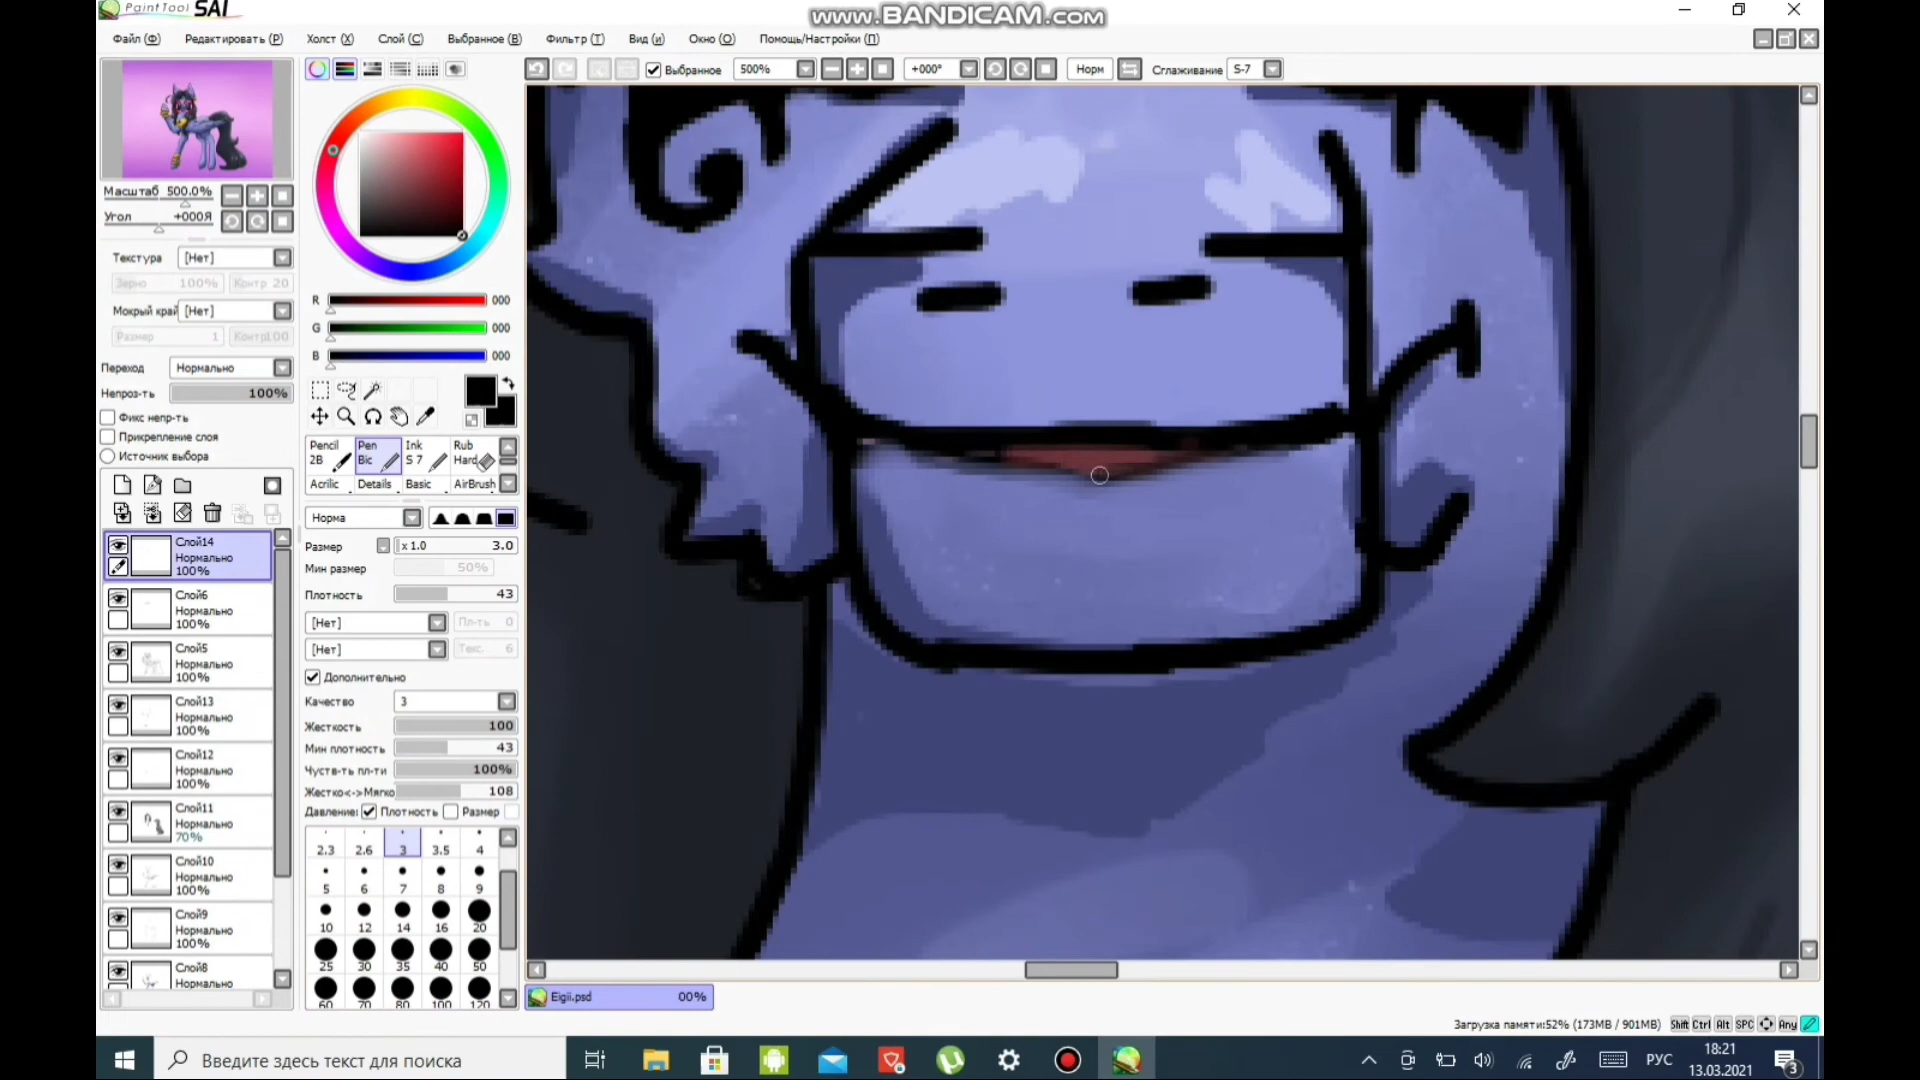 PaintTool SAI
www.BANDICAM.com
Файл (Ф) Редактировать (Р) Холст (Х) Слой (С) Выбранное (В) Фильтр (Т) Вид (и) Окно (О) Помощь/Настройки (П)
Выбранное 500% +000° Норм Сглаживание S-7
Масштаб 500.0%
Угол +000Я
Текстура [Нет]
Зерно 100% Контр 20
Мокрый край [Нет]
Размер 1 Контр100
Переход Нормально
Непроз-ть 100%
Фикс непр-ть
Прикрепление слоя
Источник выбора
R 000
G 000
B 000
Pencil Pen Ink Rub
2B Bic S 7 Hard
Acrilic Details Basic AirBrush
Норма
Размер x 1.0 3.0
Мин размер 50%
Плотность 43
[Нет] Пл-ть 0
[Нет] Текс. 6
Дополнительно
Качество 3
Жесткость 100
Мин плотность 43
Чуств-ть пл-ти 100%
Жестко<->Мягко 108
Давление: Плотность Размер
2.3 2.6 3 3.5 4
5 6 7 8 9
10 12 14 16 20
25 30 35 40 50
60 70 80 100 120
Слой14
Нормально
100%
Слой6
Нормально
100%
Слой5
Нормально
100%
Слой13
Нормально
100%
Слой12
Нормально
100%
Слой11
Нормально
70%
Слой10
Нормально
100%
Слой9
Нормально
100%
Слой8
Нормально
Eigii.psd 00%
Загрузка памяти:52% (173MB / 901MB) Shift Ctrl Alt SPC Any
Введите здесь текст для поиска
РУС
18:21
13.03.2021
3